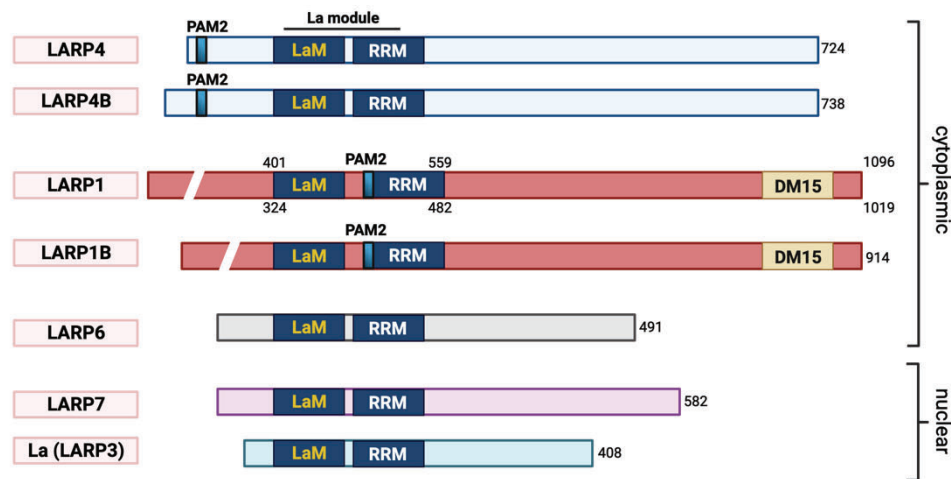 La module
PAM2
LARP4
LaM
RRM
724
PAM2
LARP4B
LaM
RRM
738
401
PAM2
559
1096
LARP1
LaM
RRM
DM15
324
482
1019
PAM2
LARP1B
LaM
RRM
DM15
914
LARP6
LaM
RRM
491
cytoplasmic
LARP7
LaM
RRM
582
La (LARP3)
LaM
RRM
408
nuclear